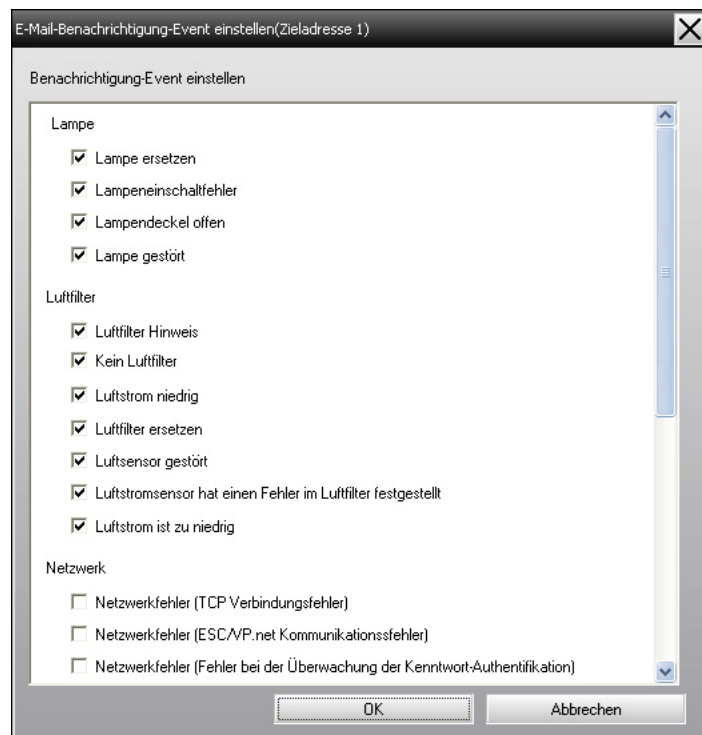 E-Mail-Benachrichtigung-Event einstellen(Zieladresse 1)
Benachrichtigung-Event einstellen
Lampe
Lampe ersetzen
Lampeneinschaltfehler
Lampendeckel offen
Lampe gestört
Luftfilter
Luftfilter Hinweis
Kein Luftfilter
Luftstrom niedrig
Luftfilter ersetzen
Luftsensor gestört
Luftstromsensor hat einen Fehler im Luftfilter festgestellt
Luftstrom ist zu niedrig
Netzwerk
Netzwerkfehler (TCP Verbindungsfehler)
Netzwerkfehler (ESC/VP.net Kommunikationssfehler)
Netzwerkfehler (Fehler bei der Überwachung der Kenntwort-Authentifikation)
OK Abbrechen